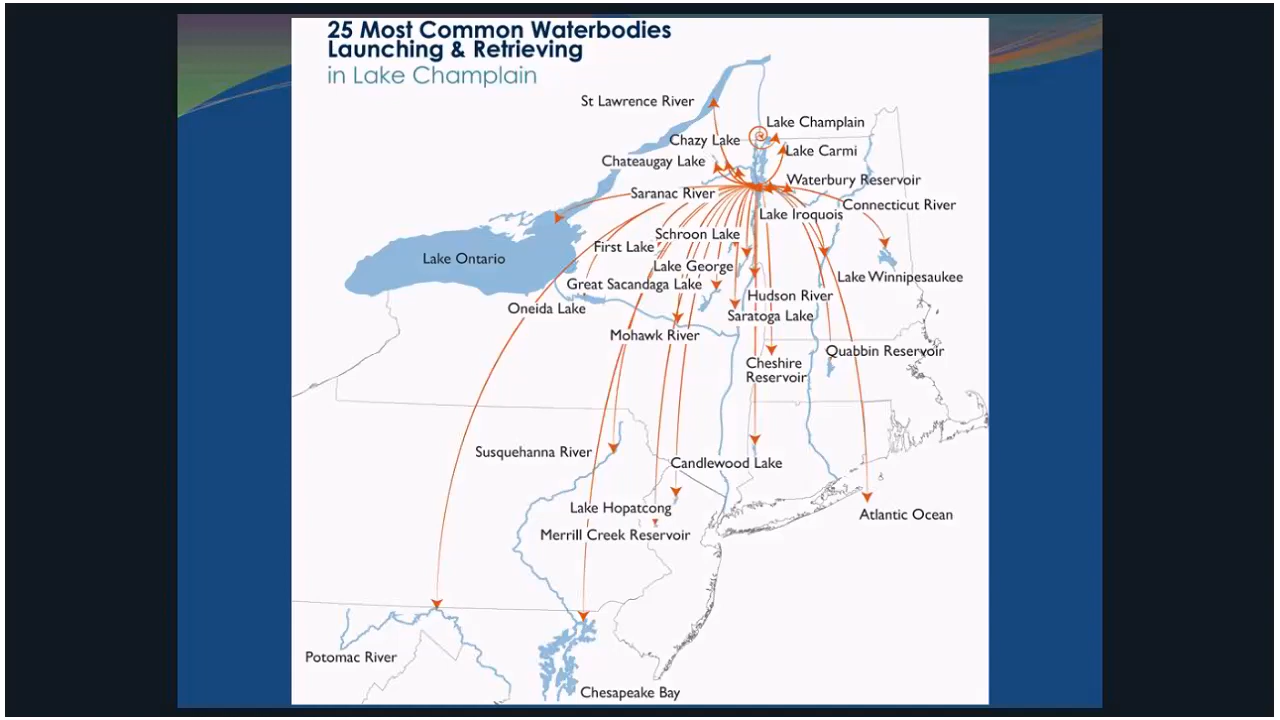 25 Most Common Waterbodies
Launching & Retrieving
in Lake Champlain
St Lawrence River
Lake Champlain
Chazy Lake
Lake Carmi
Chateaugay Lake
Waterbury Reservoir
Saranac River
Connecticut River
Lake Iroquois
Schroon Lake
First Lake
Lake Ontario
Lake George
Lake Winnipesaukee
Great Sacandaga Lake
Hudson River
Oneida Lake
Saratoga Lake
Mohawk River
Quabbin Reservoir
Cheshire
Reservoir
Susquehanna River
Candlewood Lake
Lake Hopatcong
Atlantic Ocean
Merrill Creek Reservoir
Potomac River
Chesapeake Bay